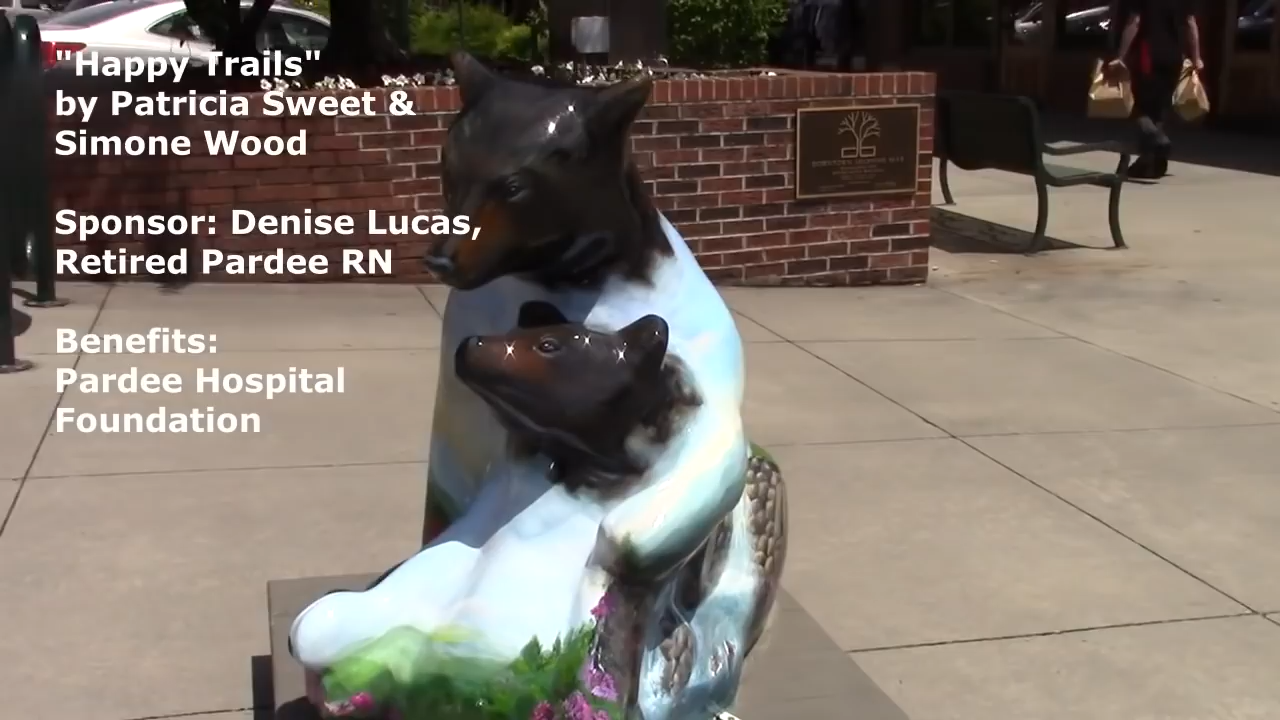 "Happy Trails"
by Patricia Sweet &
Simone Wood
Sponsor: Denise Lucas,
Retired Pardee RN
Benefits:
Pardee Hospital
Foundation